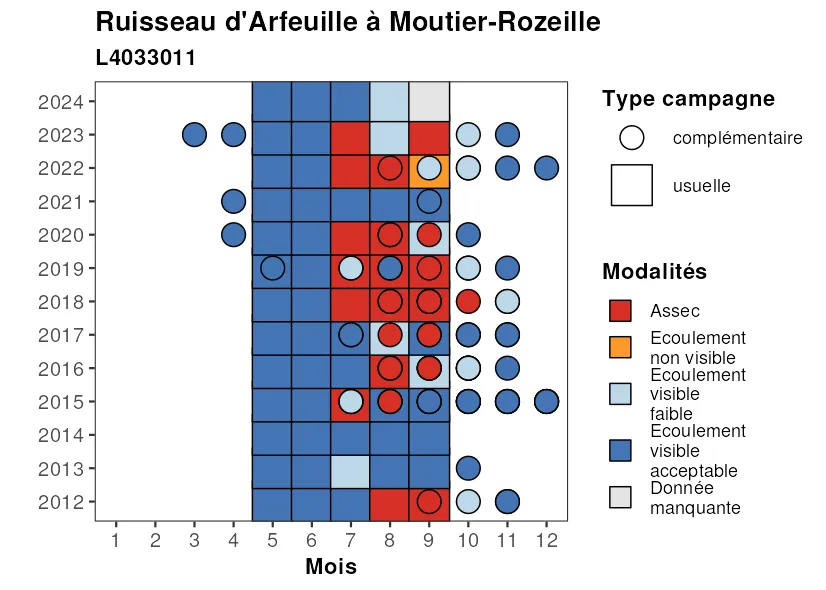 Ruisseau d'Arfeuille à Moutier-Rozeille
L4033011
2024
2023
2022
2021
2020
2019
2018
2017
2016
2015
2014
2013
2012
1 2 3 4 5 6 7 8 9 10 11 12
Mois
Type campagne
complémentaire
usuelle
Modalités
Assec
Ecoulement
non visible
Ecoulement
visible
faible
Ecoulement
visible
acceptable
Donnée
manquante